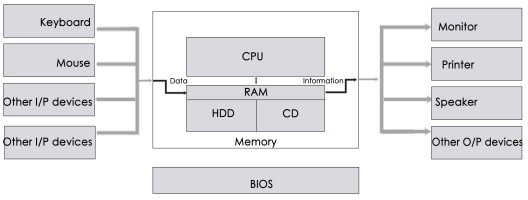 Keyboard
Mouse
Other I/P devices
Other I/P devices
CPU
Data
Information
RAM
HDD
CD
Memory
BIOS
Monitor
Printer
Speaker
Other O/P devices